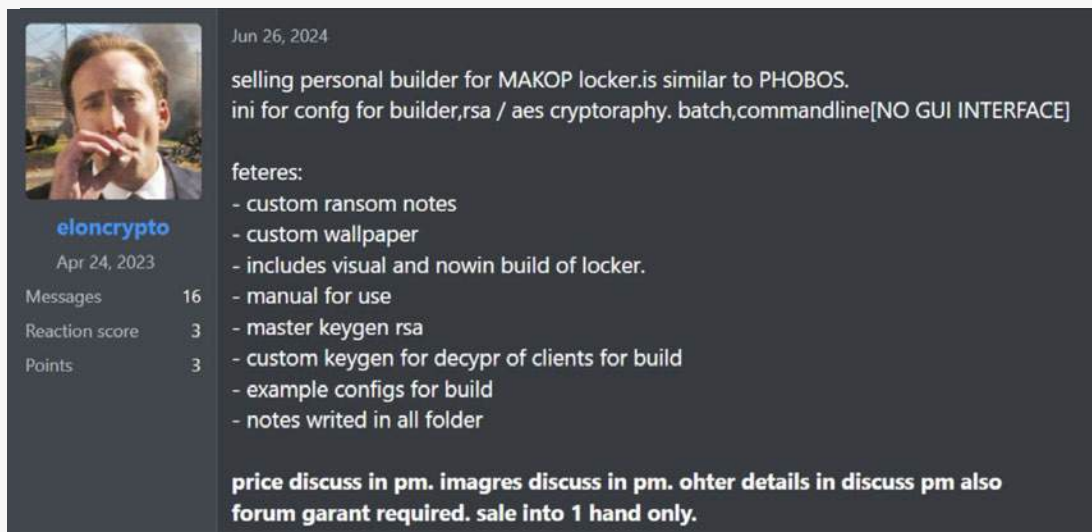 Jun 26, 2024
selling personal builder for MAKOP locker.is similar to PHOBOS.
ini for confg for builder,rsa / aes cryptoraphy. batch,commandline[NO GUI INTERFACE]
feteres:
- custom ransom notes
- custom wallpaper
- includes visual and nowin build of locker.
- manual for use
- master keygen rsa
- custom keygen for decypr of clients for build
- example configs for build
- notes writed in all folder
price discuss in pm. imagres discuss in pm. ohter details in discuss pm also
forum garant required. sale into 1 hand only.
eloncrypto
Apr 24, 2023
Messages 16
Reaction score 3
Points 3